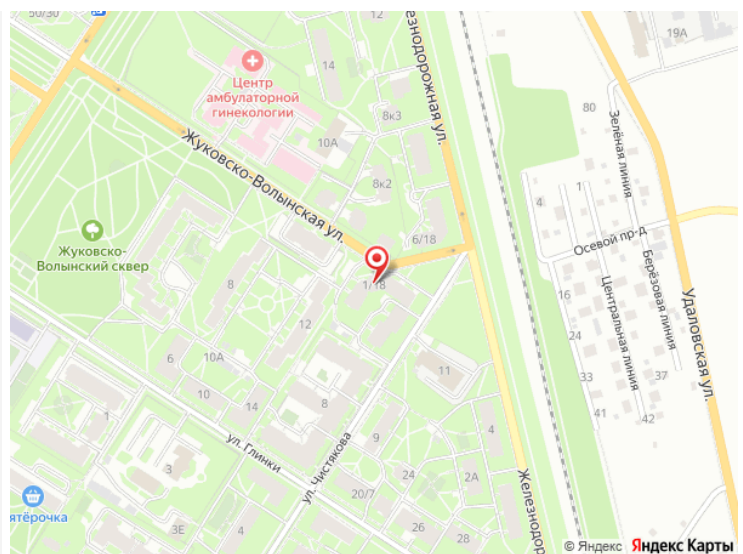 50/30
12
19А
14
Железнодорожная ул.
Центр
амбулаторной
гинекологии
80
8к3
Зелёная линия
10А
Жуковско-Волынская ул.
8к2
1
4
6/18
Осевой пр-д
Жуковско-
Волынский сквер
Берёзовая линия
1/18
8
16
Центральная линия
Удаловская ул.
12
24
6
10А
11
33
37
10
8
41
42
1
14
4
ул. Глинки
9
ул. Чистякова
3
24
2А
20/7
Железнодор
ятёрочка
3Е
26
28
© Яндекс Яндекс Карты